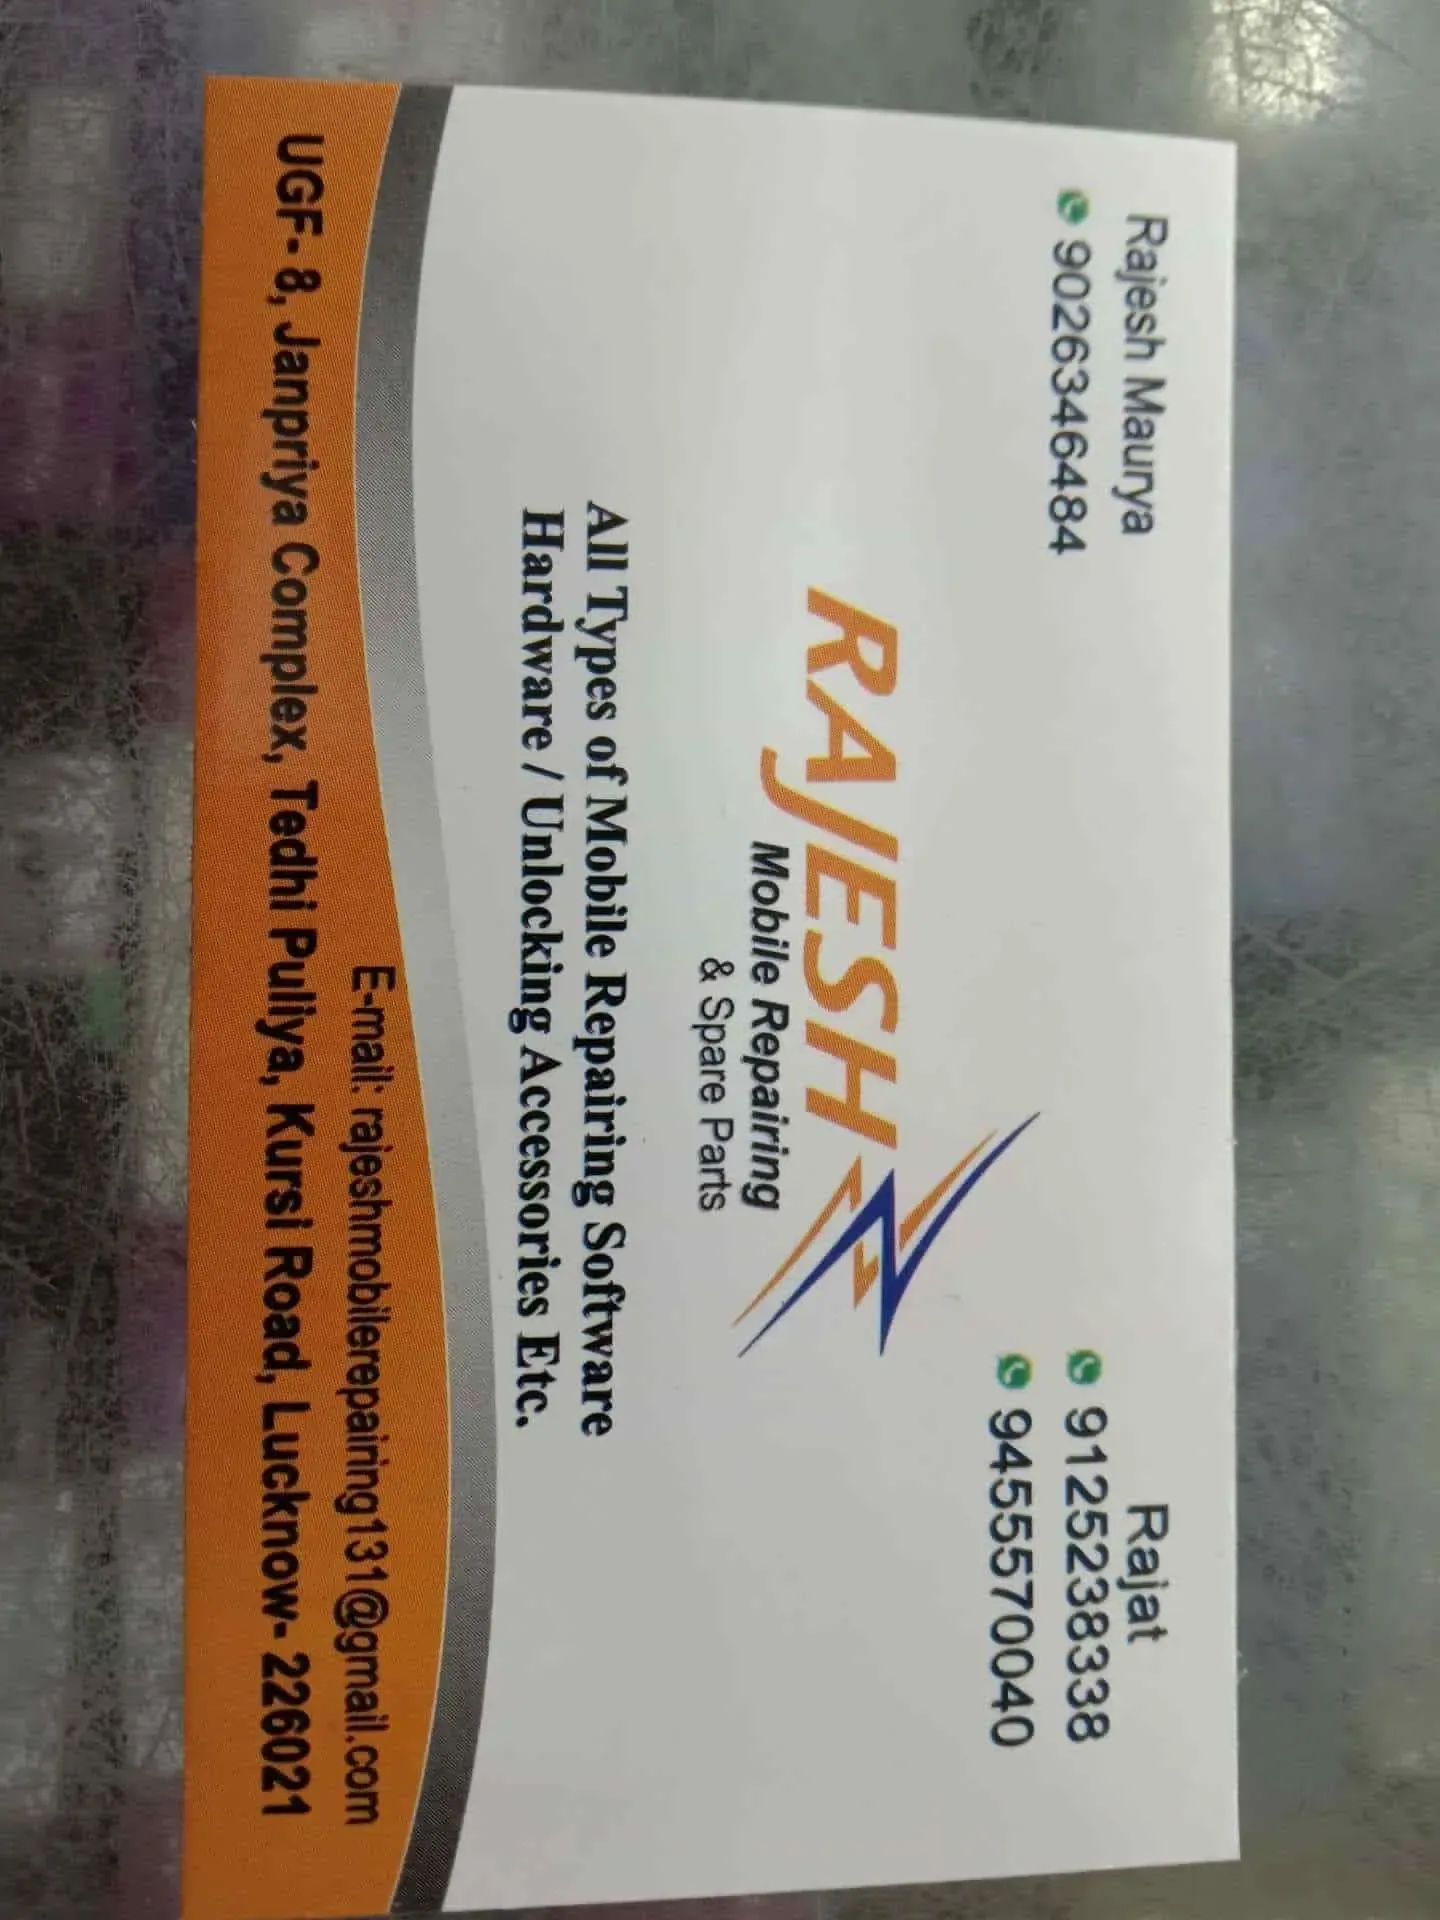 Rajesh Maurya
9026346484
Rajat
9125238338
9455570040
RAJESH
Mobile Repairing
& Spare Parts
All Types of Mobile Repairing Software
Hardware / Unlocking Accessories Etc.
E-mail: rajeshmobilerepairing131@gmail.com
UGF- 8, Janpriya Complex, Tedhi Puliya, Kursi Road, Lucknow- 226021